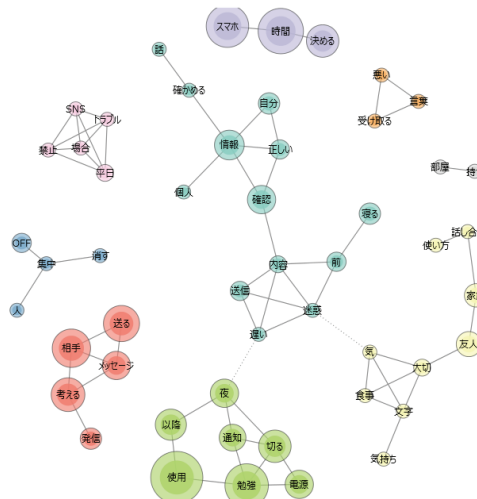 スマホ
時間
決める
話
悪い
確かめる
言葉
自分
SNS
トラブル
受け取る
情報
正しい
禁止
場合
部屋
平日
個人
確認
寝る
話し合
使い方
OFF
消す
集中
内容
前
送信
迷惑
人
送る
違い
友人
相手
気
メッセージ
大切
考える
夜
食事
文字
以降
発信
通知
切る
気持ち
使用
勉強
電源